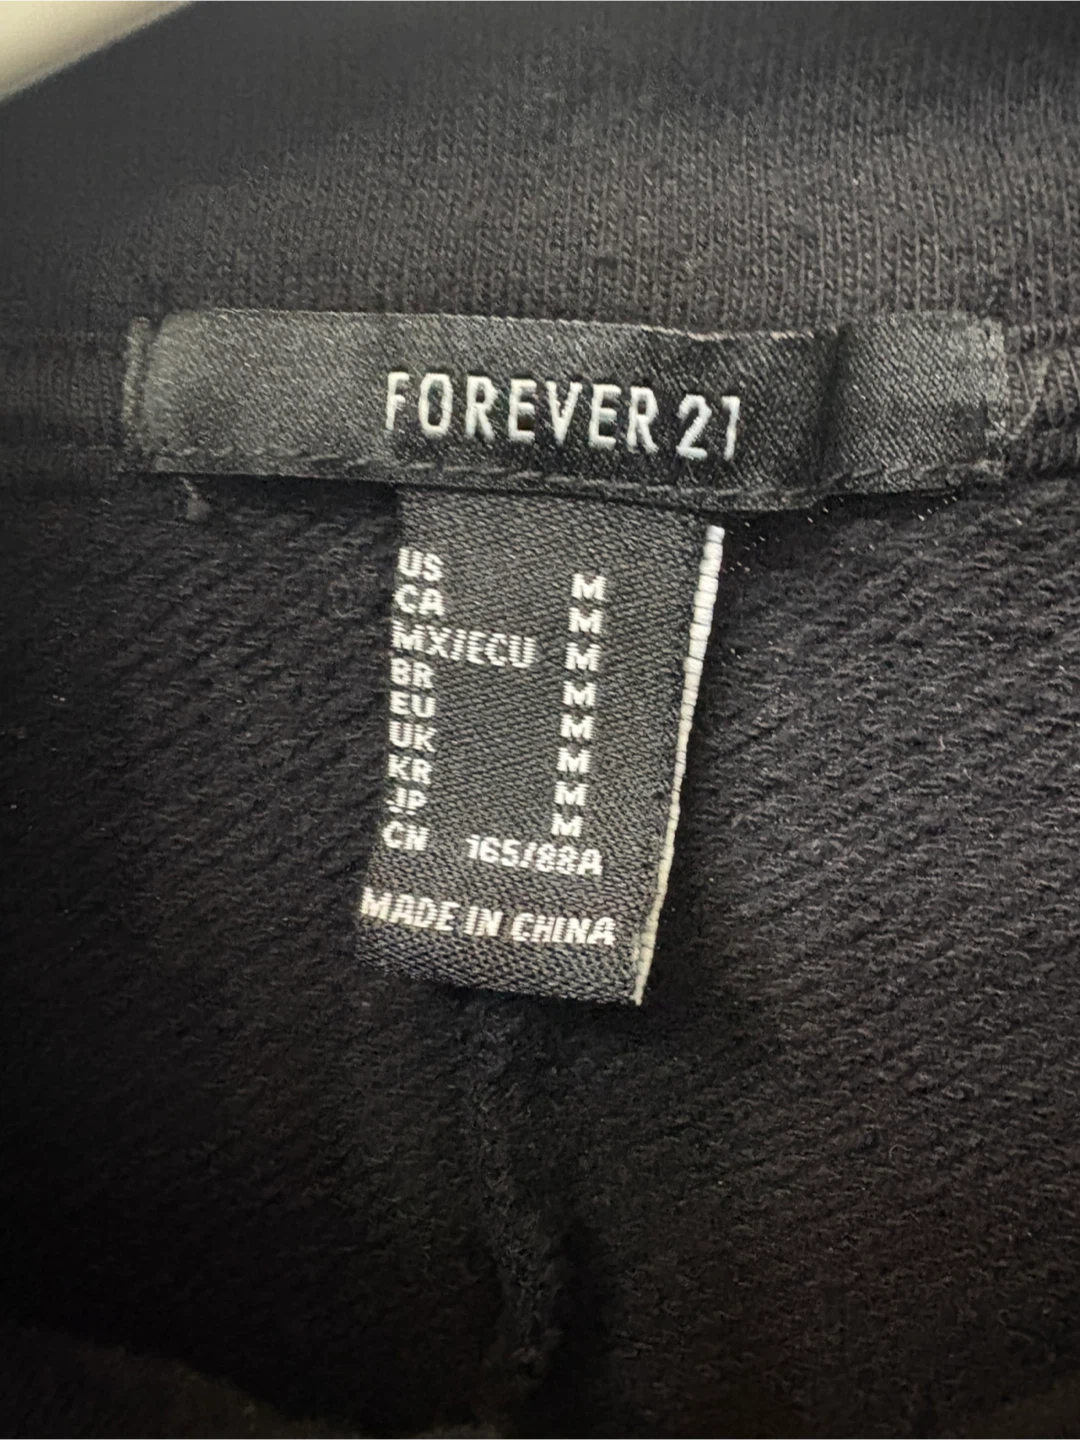 FOREVER 21
US M
CA M
MX/ECU M
BR M
EU M
UK M
KR M
JP M
CN 165/88A
MADE IN CHINA